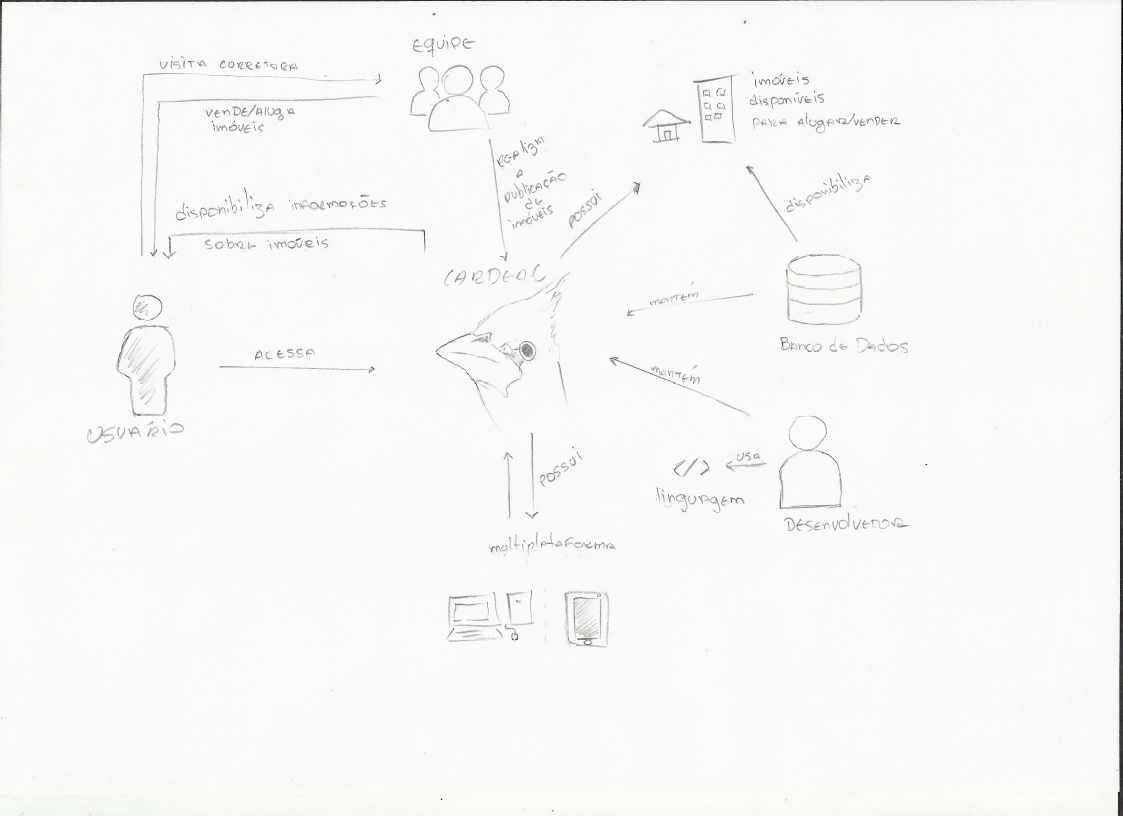 EQUIPE
VISITA CORRETORA
VENDE/ALUGA
imóveis
imóveis
disponíveis
PARA ALUGAR/VENDER
REALIZA
A
PUBLICAÇÃO
DE
imóveis
POSSUI
disponibiliza
disponibiliza INFORMAÇÕES
SOBRE imóveis
CARDEAL
mantém
BANCO DE DADOS
ACESSA
mantém
USUÁRIO
POSSUI
</> USA
linguagem
DESENVOLVEDOR
multiplataforma